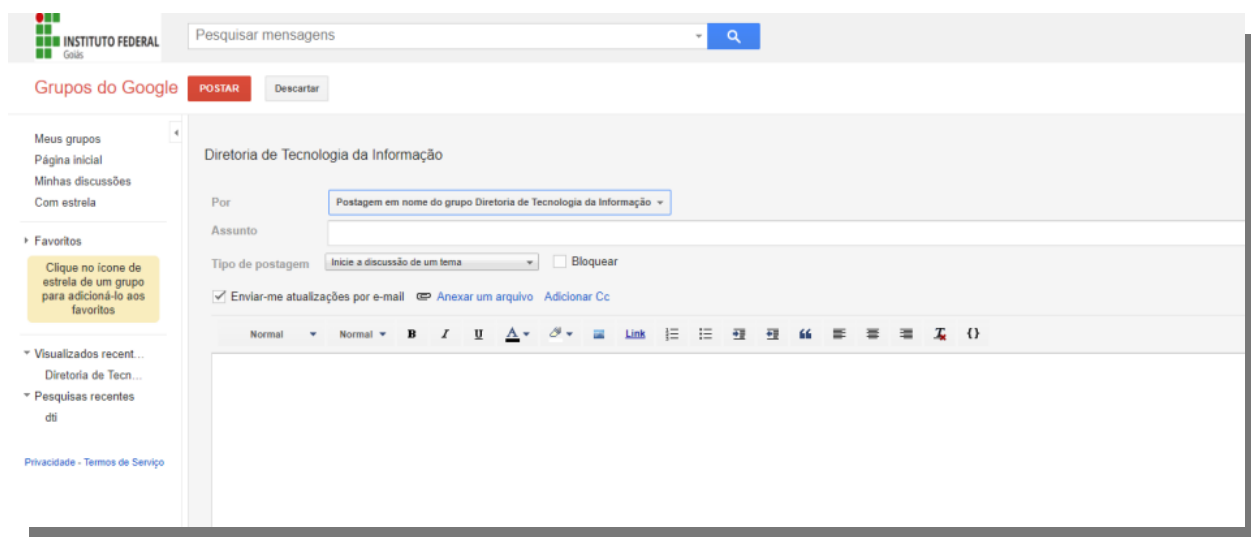 INSTITUTO FEDERAL
Goiás
Pesquisar mensagens
Grupos do Google
POSTAR
Descartar
Meus grupos
Página inicial
Minhas discussões
Com estrela
Favoritos
Clique no ícone de
estrela de um grupo
para adicioná-lo aos
favoritos
Visualizados recent...
Diretoria de Tecn...
Pesquisas recentes
dti
Privacidade - Termos de Serviço
Diretoria de Tecnologia da Informação
Por Postagem em nome do grupo Diretoria de Tecnologia da Informação
Assunto
Tipo de postagem Inicie a discussão de um tema Bloquear
Enviar-me atualizações por e-mail Anexar um arquivo Adicionar Cc
Normal Normal B I U A Link {}